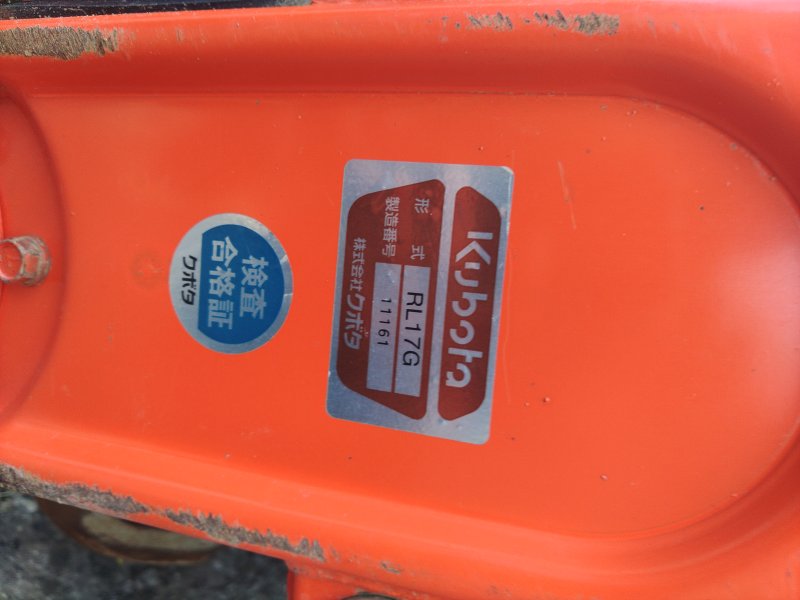 Kubota
形式 RL17G
製造番号 11161
株式会社クボタ
検査
合格証
クボタ